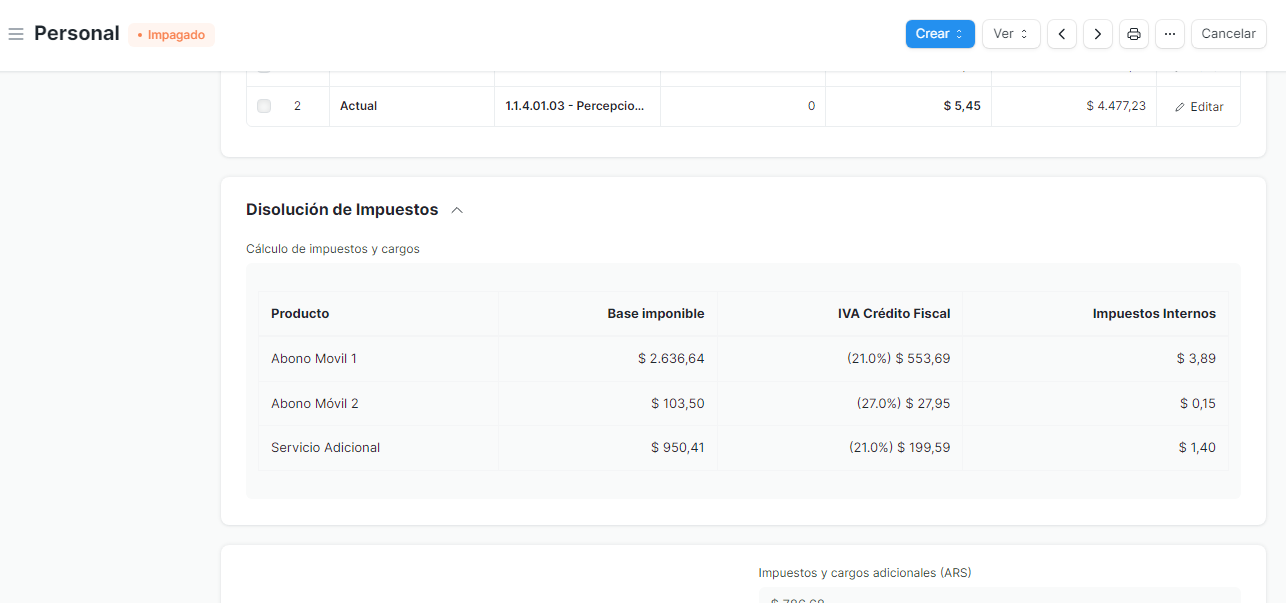 Personal
Impagado
Crear
Ver
Cancelar
2 Actual 1.1.4.01.03 - Percepcio... 0 $ 5,45 $ 4.477,23 Editar
Disolución de Impuestos
Cálculo de impuestos y cargos
Producto Base imponible IVA Crédito Fiscal Impuestos Internos
Abono Movil 1 $ 2.636,64 (21.0%) $ 553,69 $ 3,89
Abono Móvil 2 $ 103,50 (27.0%) $ 27,95 $ 0,15
Servicio Adicional $ 950,41 (21.0%) $ 199,59 $ 1,40
Impuestos y cargos adicionales (ARS)